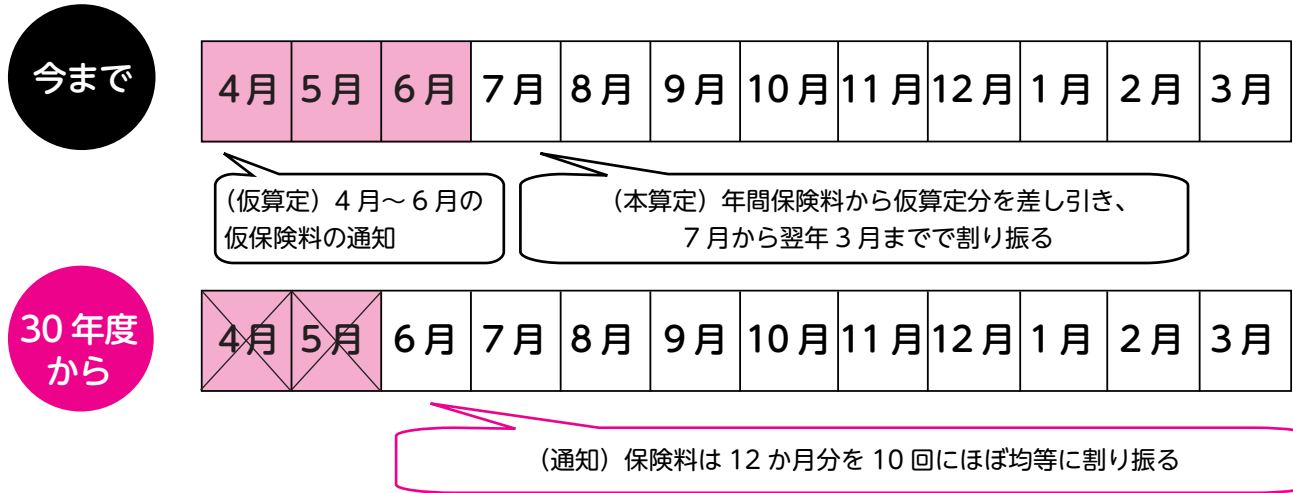 今まで
4月 5月 6月 7月 8月 9月 10月 11月 12月 1月 2月 3月
（仮算定）4月～6月の
仮保険料の通知
（本算定）年間保険料から仮算定分を差し引き、
7月から翌年3月までで割り振る
30年度
から
4月 5月 6月 7月 8月 9月 10月 11月 12月 1月 2月 3月
（通知）保険料は12か月分を10回にほぼ均等に割り振る